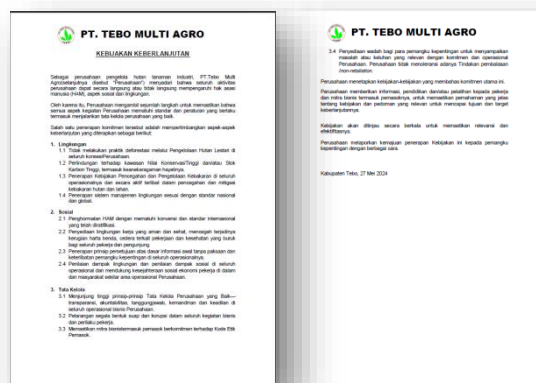 PT. TEBO MULTI AGRO
KEBIJAKAN KEBERLANJUTAN
Sebagai perusahaan pengelola hutan tanaman industri, PT.Tebo Multi
Agro(selanjutnya disebut "Perusahaan") menyadari bahwa seluruh aktivitas
perusahaan dapat secara langsung atau tidak langsung mempengaruhi hak asasi
manusia (HAM), aspek sosial dan lingkungan.
Oleh karena itu, Perusahaan mengambil sejumlah langkah untuk memastikan bahwa
semua aspek kegiatan Perusahaan mematuhi standar dan peraturan yang berlaku
termasuk menjalankan tata kelola perusahaan yang baik.
Salah satu penerapan komitmen tersebut adalah mempertimbangkan aspek-aspek
keberlanjutan yang diterapkan sebagai berikut:
1. Lingkungan
1.1 Tidak melakukan praktik deforestasi melalui Pengelolaan Hutan Lestari di
seluruh konsesi Perusahaan.
1.2 Perlindungan terhadap kawasan Nilai Konservasi Tinggi dan/atau Stok
Karbon Tinggi, termasuk keanekaragaman hayatinya.
1.3 Penerapan Kebijakan Pencegahan dan Pengelolaan Kebakaran di seluruh
operasionalnya dan secara aktif terlibat dalam pencegahan dan mitigasi
kebakaran hutan dan lahan.
1.4 Penerapan sistem manajemen lingkungan sesuai dengan standar nasional
dan global.
2. Sosial
2.1 Penghormatan HAM dengan mematuhi konvensi dan standar internasional
yang telah diratifikasi.
2.2 Penyediaan lingkungan kerja yang aman dan sehat, mencegah terjadinya
kerugian harta benda, cedera terkait pekerjaan dan kesehatan yang buruk
bagi seluruh pekerja dan pengunjung.
2.3 Penerapan prinsip persetujuan atas dasar informasi awal tanpa paksaan dan
keterlibatan pemangku kepentingan di seluruh operasionalnya.
2.4 Penilaian dampak lingkungan dan penilaian dampak sosial di seluruh
operasional dan mendukung kesejahteraan sosial ekonomi pekerja di dalam
dan masyarakat sekitar area operasional Perusahaan.
3. Tata Kelola
3.1 Menjunjung tinggi prinsip-prinsip Tata Kelola Perusahaan yang Baik—
transparansi, akuntabilitas, tanggungjawab, kemandirian dan keadilan di
seluruh operasional bisnis Perusahaan.
3.2 Pelarangan segala bentuk suap dan korupsi dalam seluruh kegiatan bisnis
dan perilaku pekerja.
3.3 Memastikan mitra bisnis termasuk pemasok berkomitmen terhadap Kode Etik
Pemasok.
PT. TEBO MULTI AGRO
3.4 Penyediaan wadah bagi para pemangku kepentingan untuk menyampaikan
masalah atau keluhan yang relevan dengan komitmen dan operasional
Perusahaan. Perusahaan tidak mentoleransi adanya Tindakan pembalasan
/non-retaliation.
Perusahaan menetapkan kebijakan-kebijakan yang membahas komitmen utama ini.
Perusahaan memberikan informasi, pendidikan dan/atau pelatihan kepada pekerja
dan mitra bisnis termasuk pemasoknya, untuk memastikan pemahaman yang jelas
tentang kebijakan dan pedoman yang relevan untuk mencapai tujuan dan target
keberlanjutannya.
Kebijakan akan ditinjau secara berkala untuk memastikan relevansi dan
efektifitasnya.
Perusahaan melaporkan kemajuan penerapan Kebijakan ini kepada pemangku
kepentingan dengan berbagai cara.
Kabupaten Tebo, 27 Mei 2024